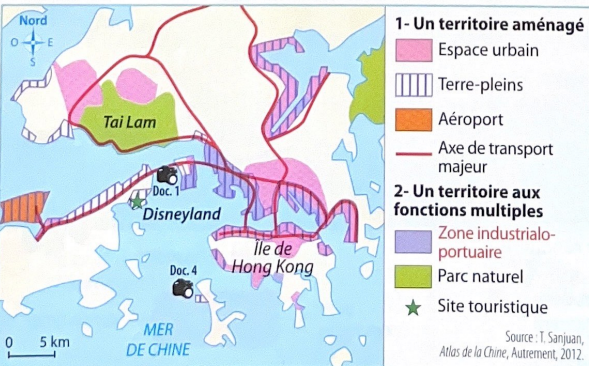 Nord
O
E
S
Tai Lam
Doc. 1
Disneyland
Île de
Hong Kong
Doc. 4
MER
DE CHINE
0 5 km
1- Un territoire aménagé
Espace urbain
Terre-pleins
Aéroport
Axe de transport
majeur
2- Un territoire aux
fonctions multiples
Zone industrialo-
portuaire
Parc naturel
Site touristique
Source : T. Sanjuan,
Atlas de la Chine, Autrement, 2012.